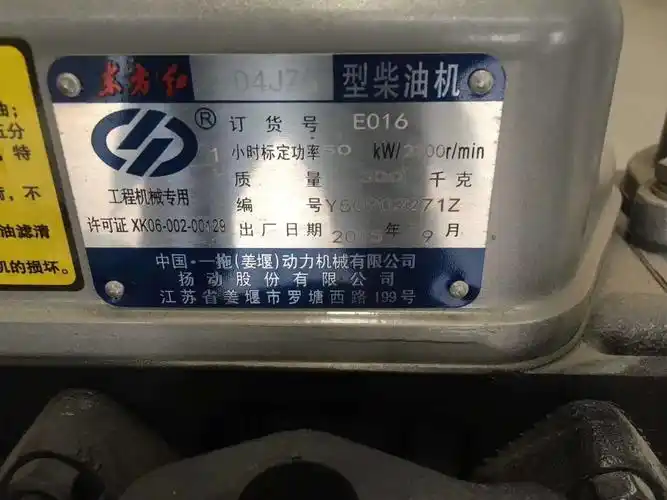 油;
五分
特
不
油滤清
机的损坏.
东方红 型柴油机
®
订货号 E016
1小时标定功率 kW/ r/min
工程机械专用
质量 千克
许可证 XK06-002-00129
编号
出厂日期 年9月
中国·一拖(姜堰)动力机械有限公司
扬动股份有限公司
江苏省姜堰市罗塘西路199号